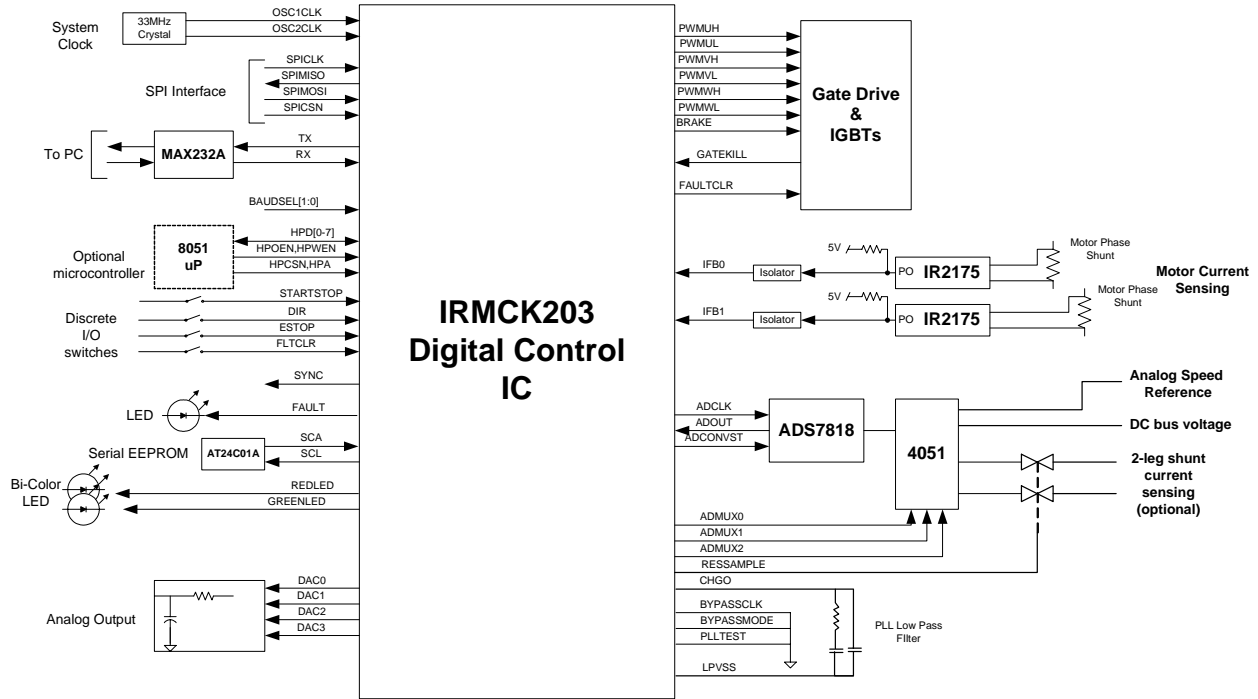 System
Clock
33MHz
Crystal
OSC1CLK
OSC2CLK
SPI Interface
SPICLK
SPIMISO
SPIMOSI
SPICSN
To PC
MAX232A
TX
RX
BAUDSEL[1:0]
Optional
microcontroller
8051
uP
HPD[0-7]
HPOEN,HPWEN
HPCSN,HPA
Discrete
I/O
switches
STARTSTOP
DIR
ESTOP
FLTCLR
SYNC
LED
FAULT
Serial EEPROM
AT24C01A
SCA
SCL
Bi-Color
LED
REDLED
GREENLED
Analog Output
DAC0
DAC1
DAC2
DAC3
IRMCK203
Digital Control
IC
PWMUH
PWMUL
PWMVH
PWMVL
PWMWH
PWMWL
BRAKE
GATEKILL
FAULTCLR
Gate Drive
&
IGBTs
IFB0
Isolator
5V
PO
IR2175
Motor Phase
Shunt
IFB1
Isolator
5V
PO
IR2175
Motor Phase
Shunt
Motor Current
Sensing
ADCLK
ADOUT
ADCONVST
ADS7818
4051
Analog Speed
Reference
DC bus voltage
2-leg shunt
current
sensing
(optional)
ADMUX0
ADMUX1
ADMUX2
RESSAMPLE
CHGO
BYPASSCLK
BYPASSMODE
PLLTEST
LPVSS
PLL Low Pass
FIlter